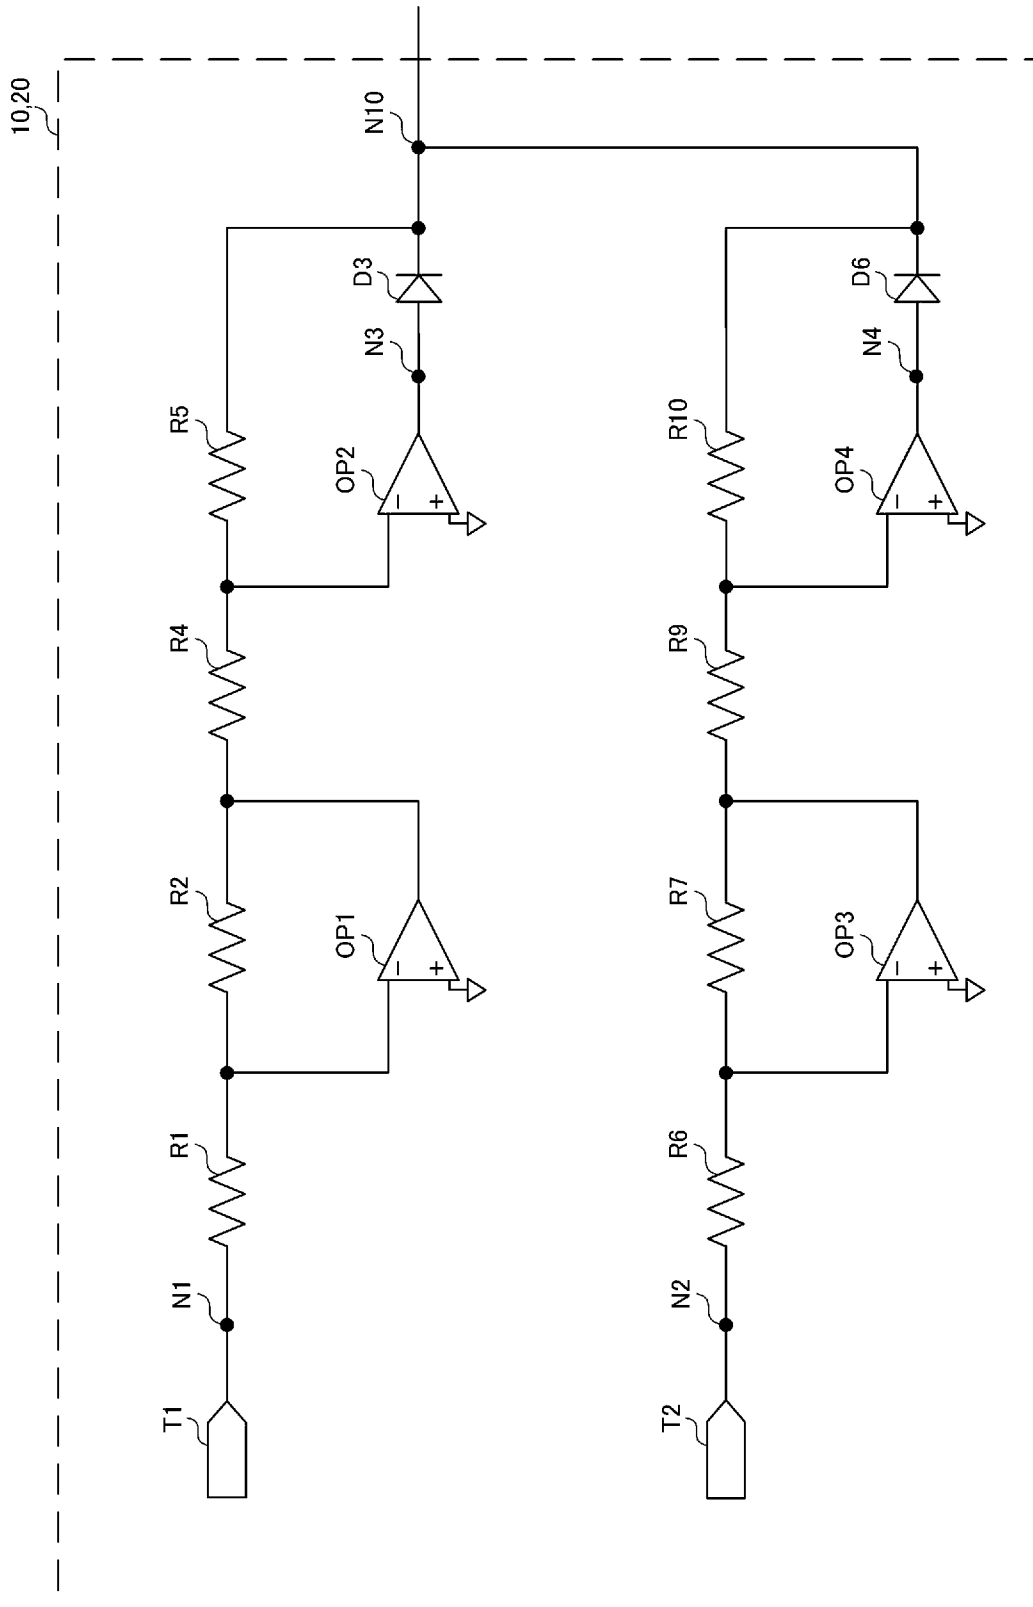 10,20
T1
N1
R1
R2
R4
R5
OP1
−
+
OP2
−
+
N3
D3
N10
T2
N2
R6
R7
R9
R10
OP3
−
+
OP4
−
+
N4
D6